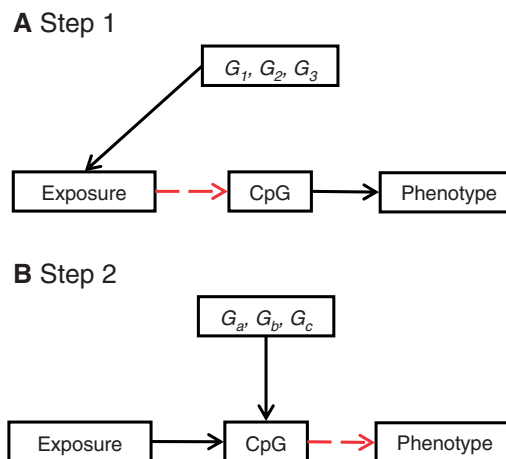 A Step 1
G1, G2, G3
Exposure CpG Phenotype
B Step 2
Ga, Gb, Gc
Exposure CpG Phenotype